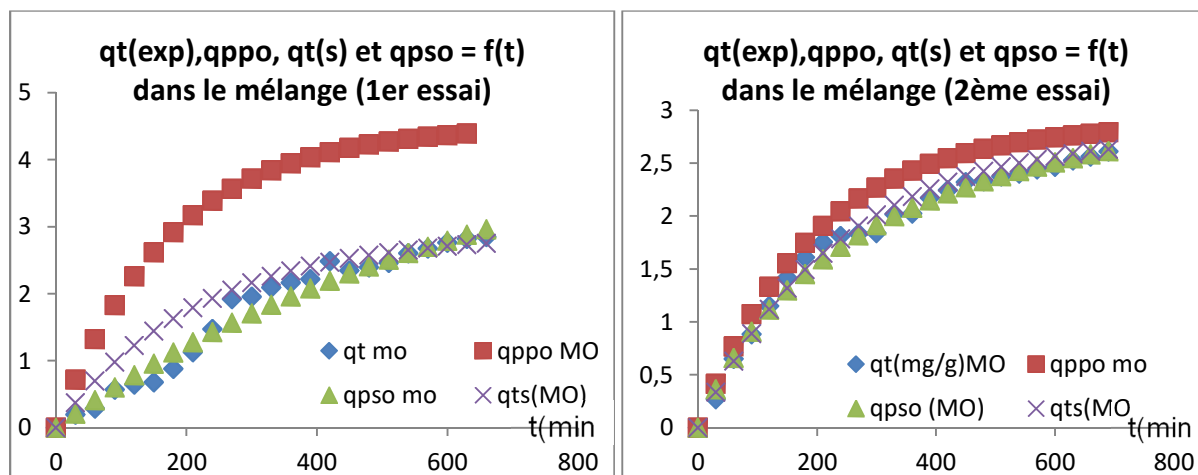 qt(exp),qppo, qt(s) et qpso = f(t)
dans le mélange (1er essai)
5
4
3
2
1
0
qt mo
qppo MO
qpso mo
qts(MO)
t(min
0
200
400
600
800
qt(exp),qppo, qt(s) et qpso = f(t)
dans le mélange (2ème essai)
3
2,5
2
1,5
1
0,5
0
qt(mg/g)MO
qppo mo
qpso (MO)
qts(MO
t(min
0
200
400
600
800